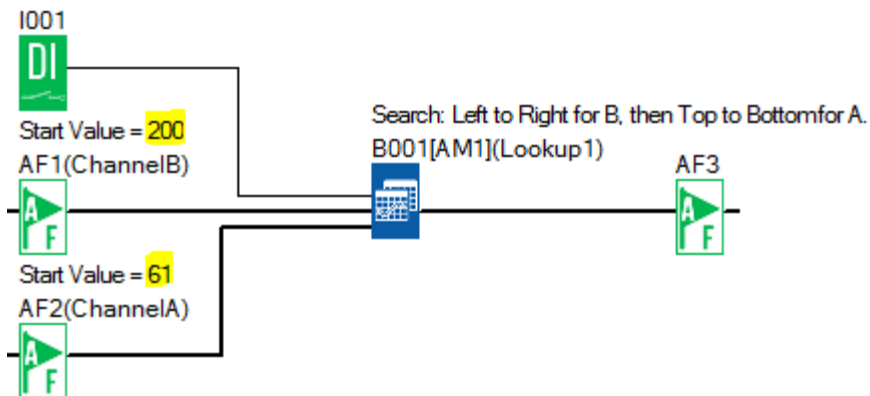 I001
DI
Start Value = 200
AF1(ChannelB)
A
F
Start Value = 61
AF2(ChannelA)
A
F
Search: Left to Right for B, then Top to Bottomfor A.
B001[AM1](Lookup1)
AF3
A
F